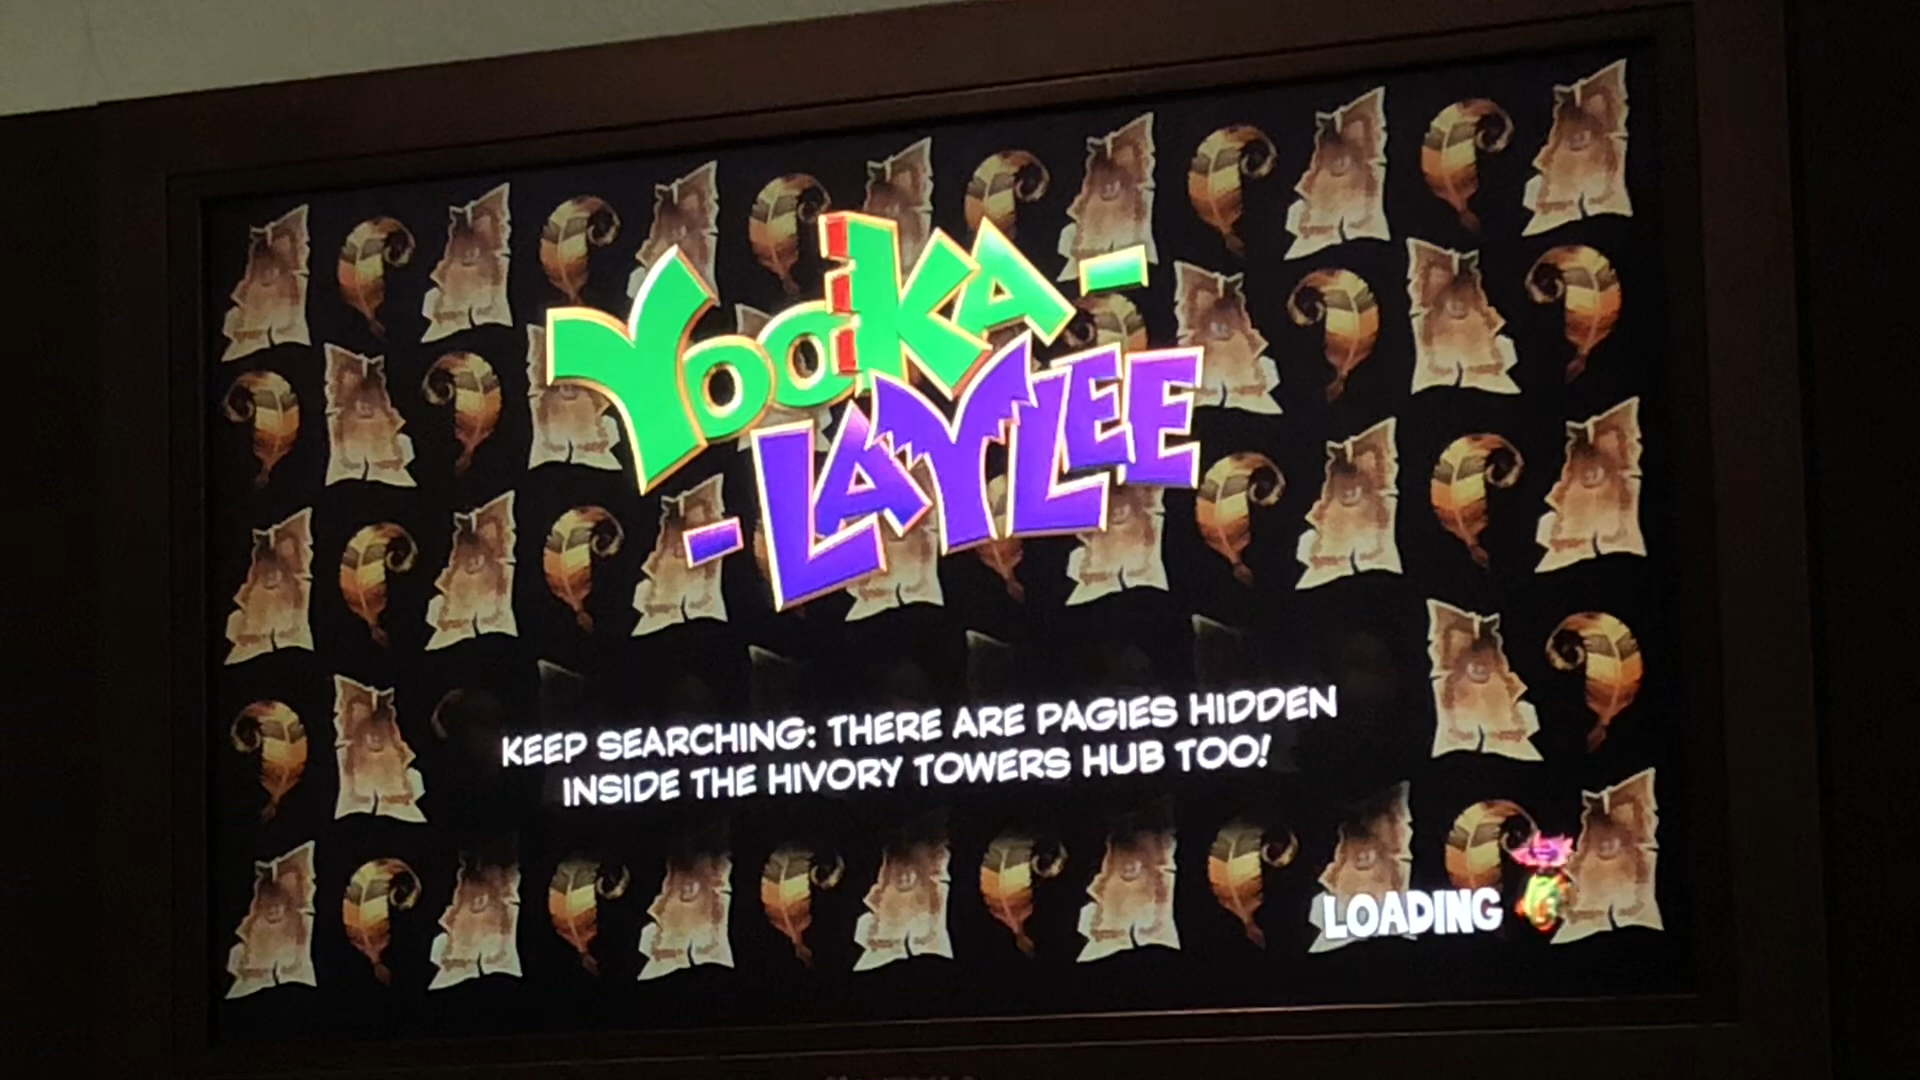 YOOKA-
-LAYLEE
KEEP SEARCHING: THERE ARE PAGIES HIDDEN
INSIDE THE HIVORY TOWERS HUB TOO!
LOADING